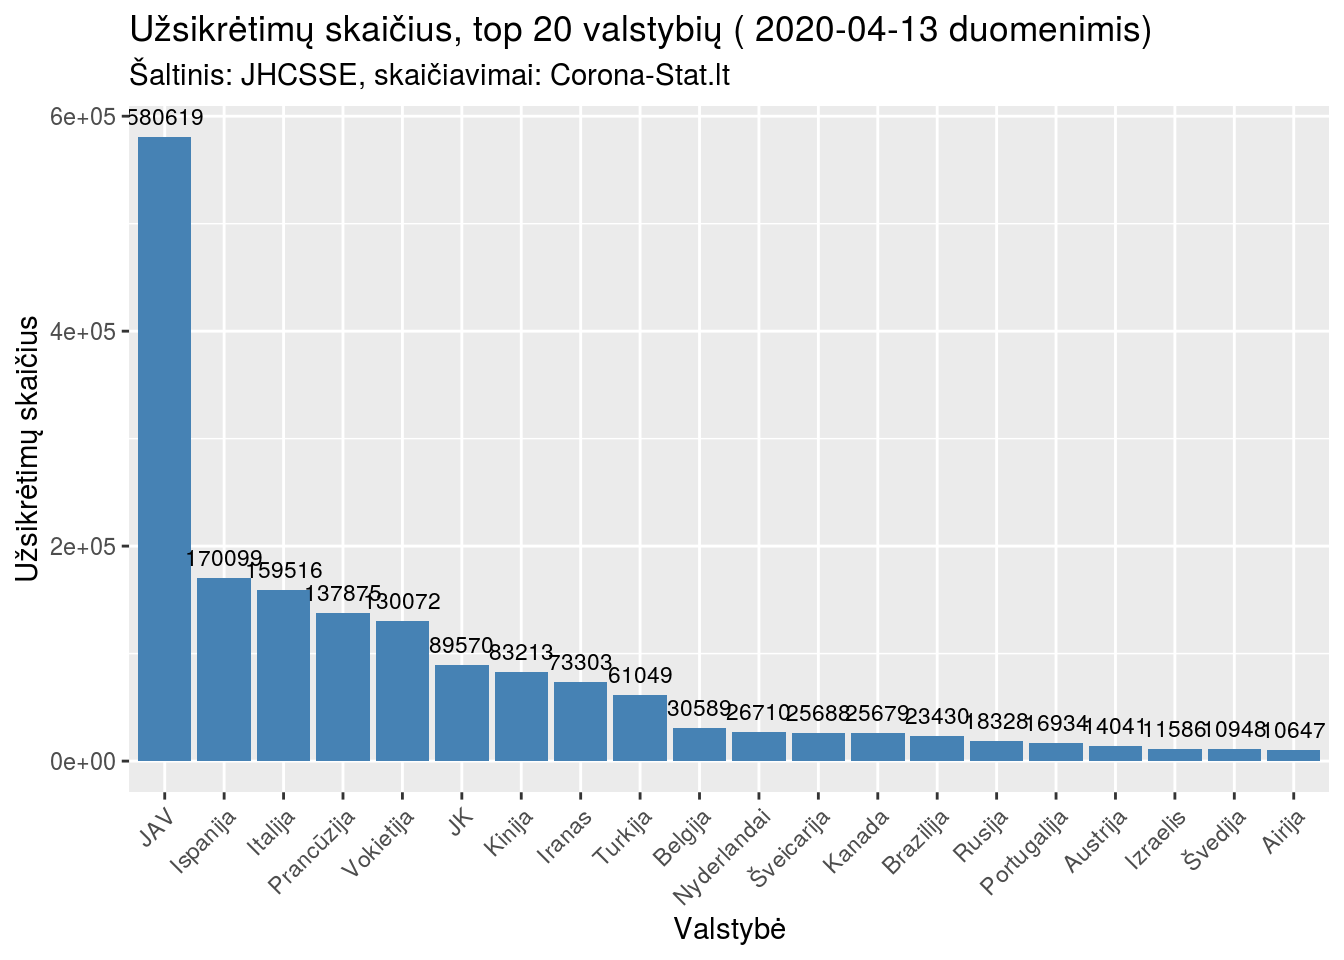 Užsikrėtimų skaičius, top 20 valstybių ( 2020-04-13 duomenimis)
Šaltinis: JHCSSE, skaičiavimai: Corona-Stat.lt
Užsikrėtimų skaičius
6e+05
4e+05
2e+05
0e+00
580619
170099
159516
137875
130072
89570
83213
73303
61049
30589
26710
25688
25679
23430
18328
16934
14041
11586
10948
10647
JAV
Ispanija
Italija
Prancūzija
Vokietija
JK
Kinija
Iranas
Turkija
Belgija
Nyderlandai
Šveicarija
Kanada
Brazilija
Rusija
Portugalija
Austrija
Izraelis
Švedija
Airija
Valstybė